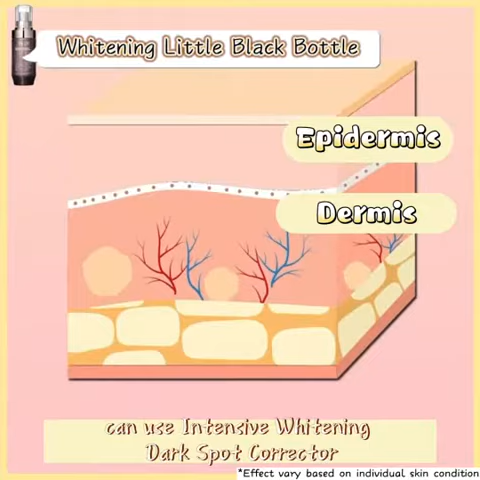 Whitening Little Black Bottle
Epidermis
Dermis
can use Intensive Whitening
Dark Spot Corrector
*Effect vary based on individual skin condition